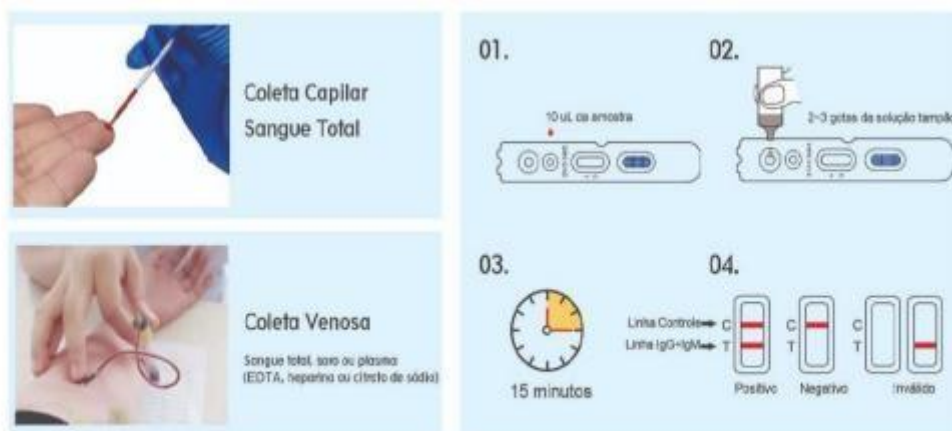 Coleta Capilar
Sangue Total
Coleta Venosa
Sangue total, soro ou plasma
(EDTA, heparina ou citrato de sódio)
01.
10 uL da amostra
02.
2~3 gotas da solução tampão
03.
15 minutos
04.
Linha Controle
Linha IgG+IgM
C
T
Positivo
C
T
Negativo
C
T
Inválido